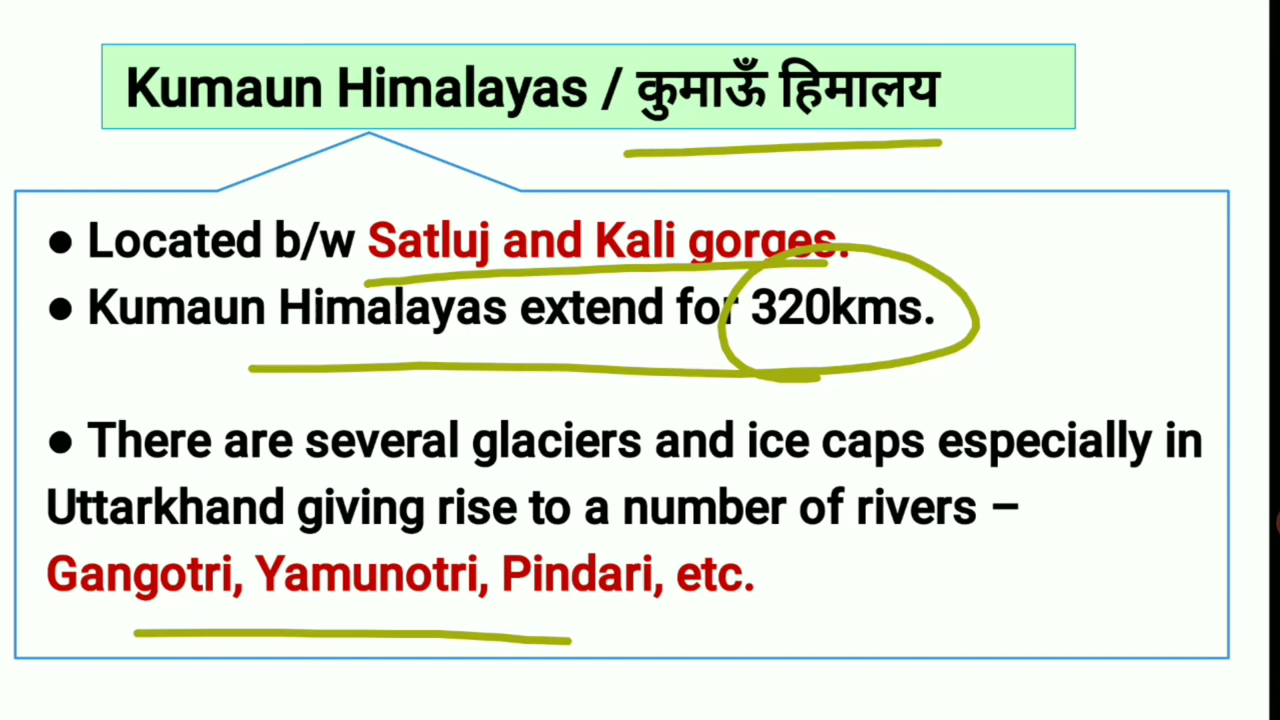 Kumaun Himalayas / कुमाऊँ हिमालय
● Located b/w Satluj and Kali gorges.
● Kumaun Himalayas extend for 320kms.
● There are several glaciers and ice caps especially in
Uttarkhand giving rise to a number of rivers –
Gangotri, Yamunotri, Pindari, etc.